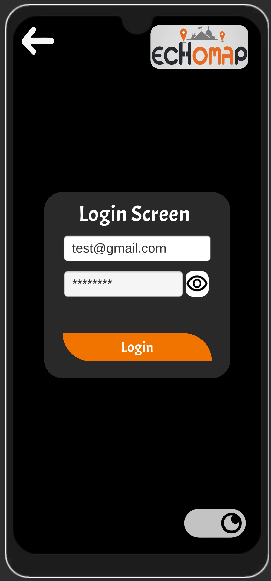 ECHOMAP
Login Screen
test@gmail.com
********
Login